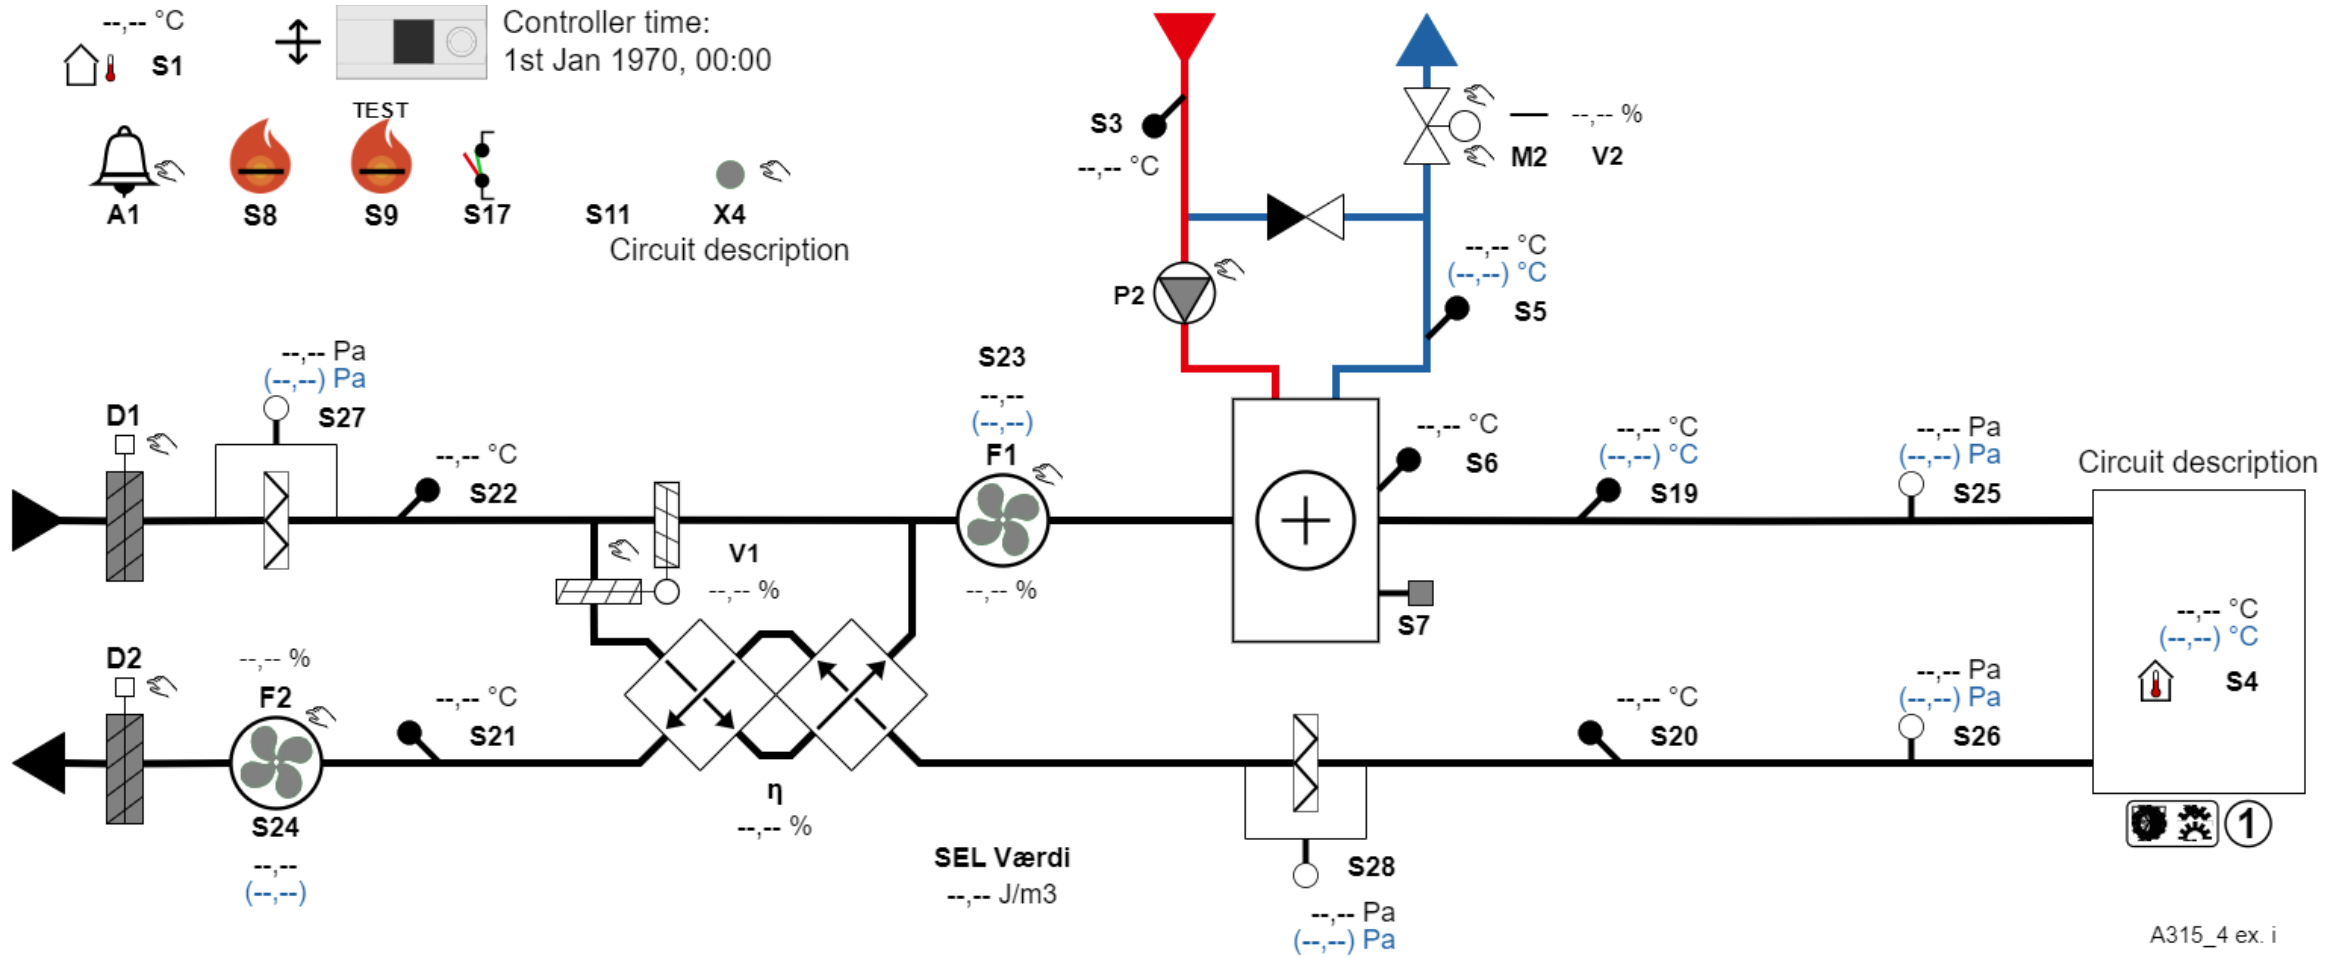 --,-- °C
S1
Controller time:
1st Jan 1970, 00:00
TEST
A1
S8
S9
S17
S11
X4
Circuit description
S3
--,-- °C
--,-- %
M2
V2
P2
--,-- °C
(--,--) °C
S5
--,-- Pa
(--,--) Pa
S27
D1
--,-- °C
S22
S23
--,--
(--,--)
F1
--,-- %
V1
--,-- %
--,-- °C
S6
S7
--,-- °C
(--,--) °C
S19
--,-- Pa
(--,--) Pa
S25
Circuit description
--,-- °C
(--,--) °C
S4
1
D2
--,-- %
F2
S24
--,--
(--,--)
--,-- °C
S21
η
--,-- %
SEL Værdi
--,-- J/m3
S28
--,-- Pa
(--,--) Pa
--,-- °C
S20
--,-- Pa
(--,--) Pa
S26
A315_4 ex. i